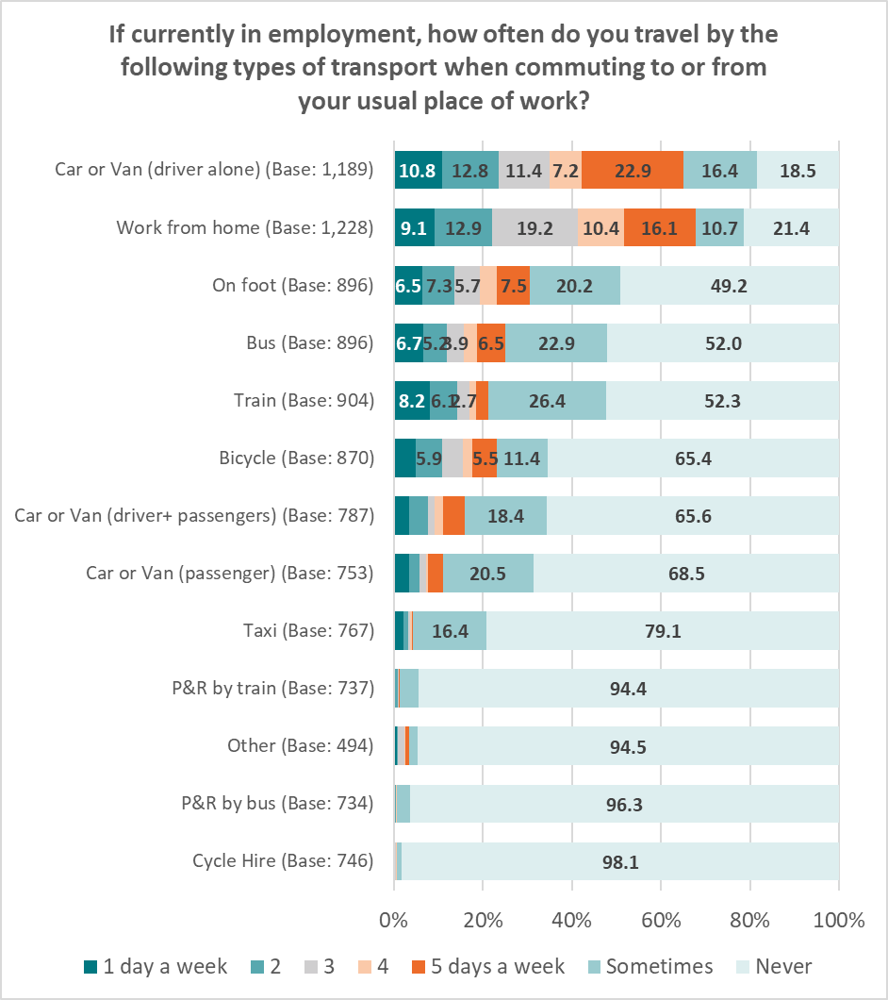 If currently in employment, how often do you travel by the
following types of transport when commuting to or from
your usual place of work?
Car or Van (driver alone) (Base: 1,189) 10.8 12.8 11.4 7.2 22.9 16.4 18.5
Work from home (Base: 1,228) 9.1 12.9 19.2 10.4 16.1 10.7 21.4
On foot (Base: 896) 6.5 7.3 5.7 7.5 20.2 49.2
Bus (Base: 896) 6.7 5.2 3.9 6.5 22.9 52.0
Train (Base: 904) 8.2 6.1 2.7 26.4 52.3
Bicycle (Base: 870) 5.9 5.5 11.4 65.4
Car or Van (driver+ passengers) (Base: 787) 18.4 65.6
Car or Van (passenger) (Base: 753) 20.5 68.5
Taxi (Base: 767) 16.4 79.1
P&R by train (Base: 737) 94.4
Other (Base: 494) 94.5
P&R by bus (Base: 734) 96.3
Cycle Hire (Base: 746) 98.1
0% 20% 40% 60% 80% 100%
1 day a week 2 3 4 5 days a week Sometimes Never